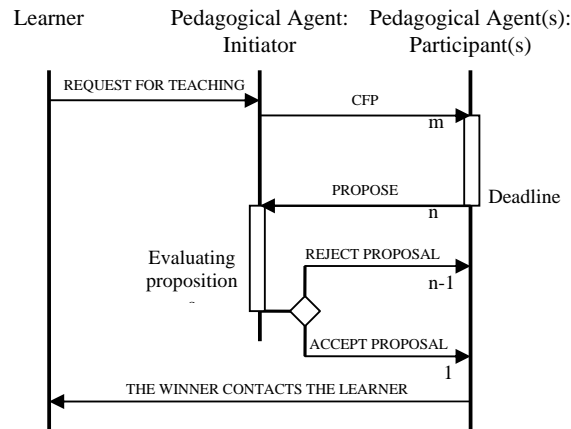 Learner
Pedagogical Agent:
Initiator
Pedagogical Agent(s):
Participant(s)
REQUEST FOR TEACHING
CFP
m
PROPOSE
n
Deadline
Evaluating
proposition
REJECT PROPOSAL
n-1
ACCEPT PROPOSAL
1
THE WINNER CONTACTS THE LEARNER